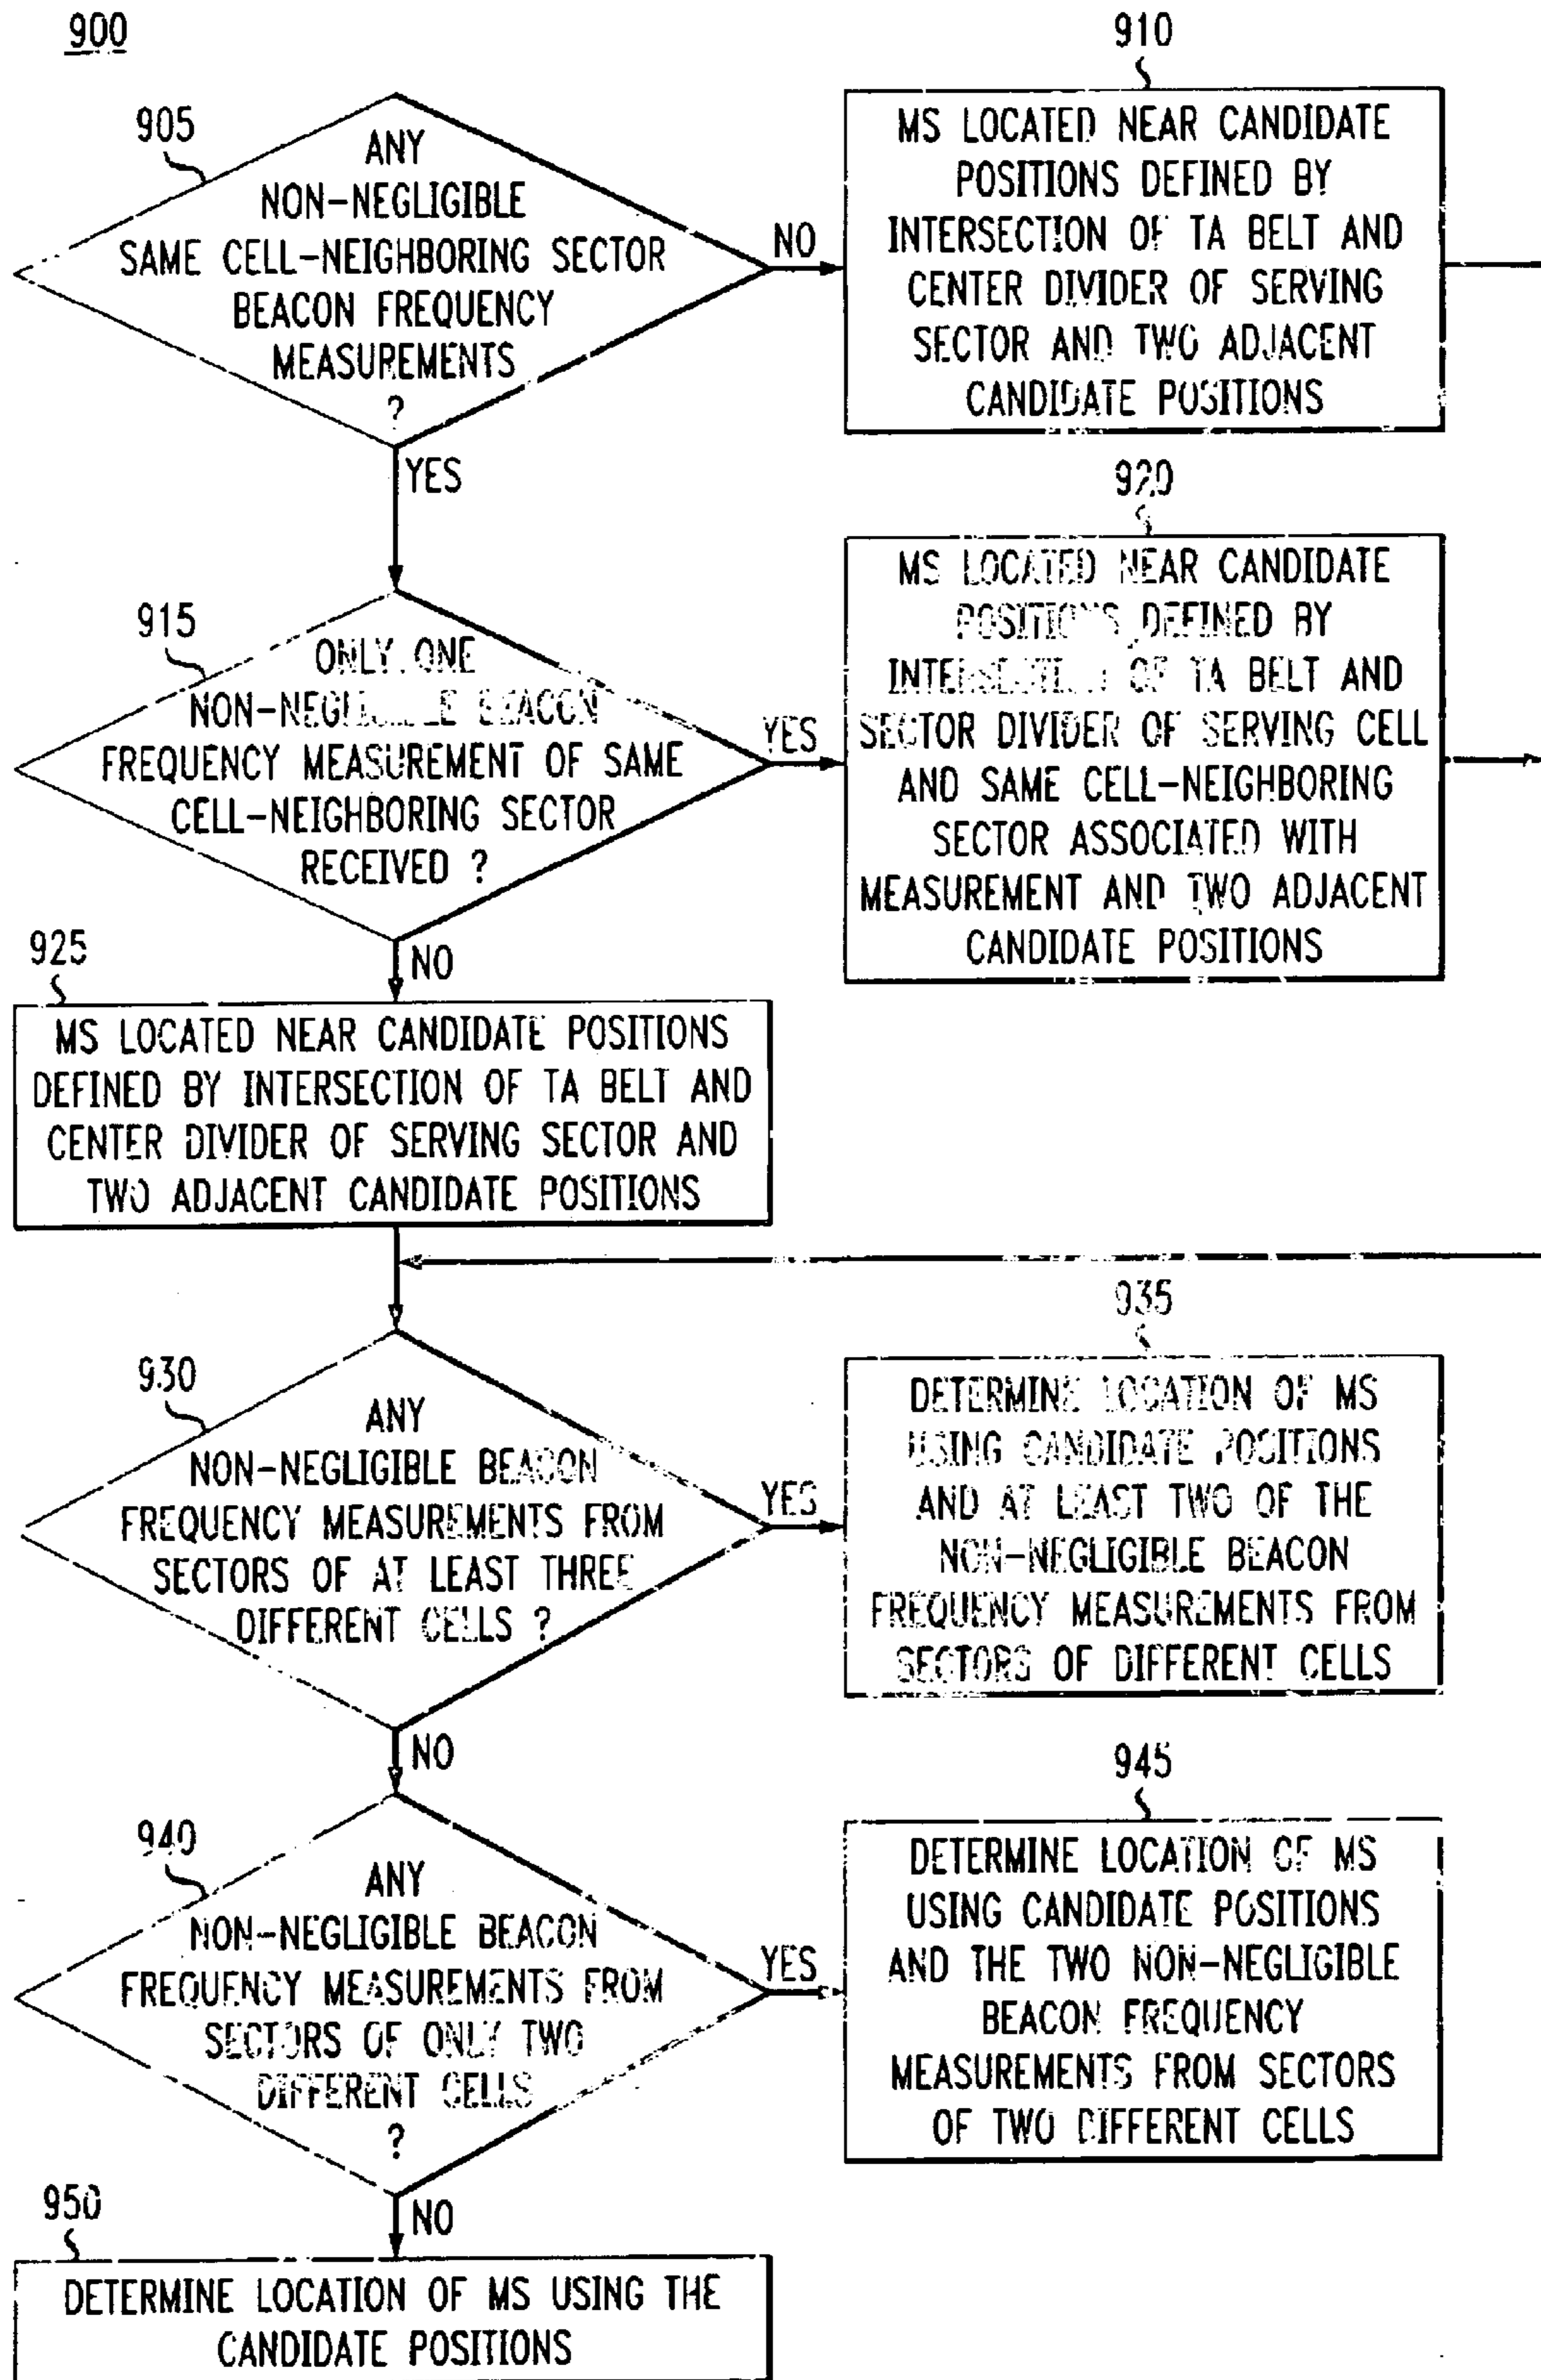 900
905
ANY
NON-NEGLIGIBLE
SAME CELL-NEIGHBORING SECTOR
BEACON FREQUENCY
MEASUREMENTS
?
NO
YES
910
MS LOCATED NEAR CANDIDATE
POSITIONS DEFINED BY
INTERSECTION OF TA BELT AND
CENTER DIVIDER OF SERVING
SECTOR AND TWO ADJACENT
CANDIDATE POSITIONS
915
ONLY ONE
NON-NEGLIGIBLE BEACON
FREQUENCY MEASUREMENT OF SAME
CELL-NEIGHBORING SECTOR
RECEIVED ?
YES
NO
920
MS LOCATED NEAR CANDIDATE
POSITIONS DEFINED BY
INTERSECTION OF TA BELT AND
SECTOR DIVIDER OF SERVING CELL
AND SAME CELL-NEIGHBORING
SECTOR ASSOCIATED WITH
MEASUREMENT AND TWO ADJACENT
CANDIDATE POSITIONS
925
MS LOCATED NEAR CANDIDATE POSITIONS
DEFINED BY INTERSECTION OF TA BELT AND
CENTER DIVIDER OF SERVING SECTOR AND
TWO ADJACENT CANDIDATE POSITIONS
930
ANY
NON-NEGLIGIBLE BEACON
FREQUENCY MEASUREMENTS FROM
SECTORS OF AT LEAST THREE
DIFFERENT CELLS ?
YES
NO
935
DETERMINE LOCATION OF MS
USING CANDIDATE POSITIONS
AND AT LEAST TWO OF THE
NON-NEGLIGIBLE BEACON
FREQUENCY MEASUREMENTS FROM
SECTORS OF DIFFERENT CELLS
940
ANY
NON-NEGLIGIBLE BEACON
FREQUENCY MEASUREMENTS FROM
SECTORS OF ONLY TWO
DIFFERENT CELLS
?
YES
NO
945
DETERMINE LOCATION OF MS
USING CANDIDATE POSITIONS
AND THE TWO NON-NEGLIGIBLE
BEACON FREQUENCY
MEASUREMENTS FROM SECTORS
OF TWO DIFFERENT CELLS
950
DETERMINE LOCATION OF MS USING THE
CANDIDATE POSITIONS